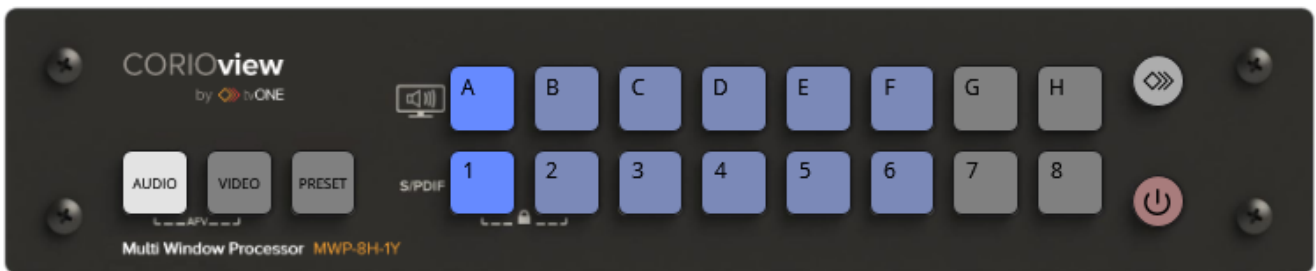 CORIOview
by tvONE
A B C D E F G H
AUDIO VIDEO PRESET
S/PDIF
1 2 3 4 5 6 7 8
AFV
Multi Window Processor MWP-8H-1Y